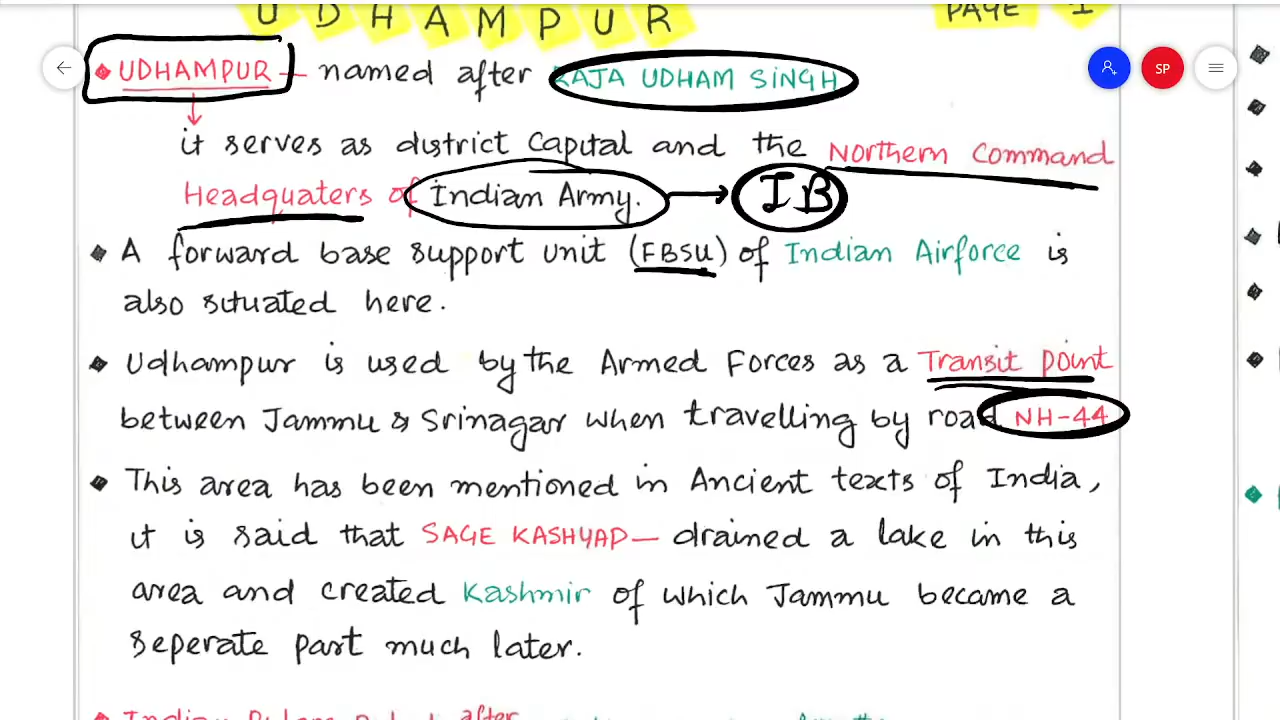 UDHAMPUR
PAGE 1
UDHAMPUR — named after RAJA UDHAM SINGH
SP
it serves as district Capital and the Northern Command
Headquaters of Indian Army. → IB
A forward base support unit (FBSU) of Indian Airforce is
also situated here.
Udhampur is used by the Armed Forces as a Transit point
between Jammu & Srinagar when travelling by road NH-44
This area has been mentioned in Ancient texts of India,
it is said that SAGE KASHYAP— drained a lake in this
area and created Kashmir of which Jammu became a
seperate part much later.
Indian after